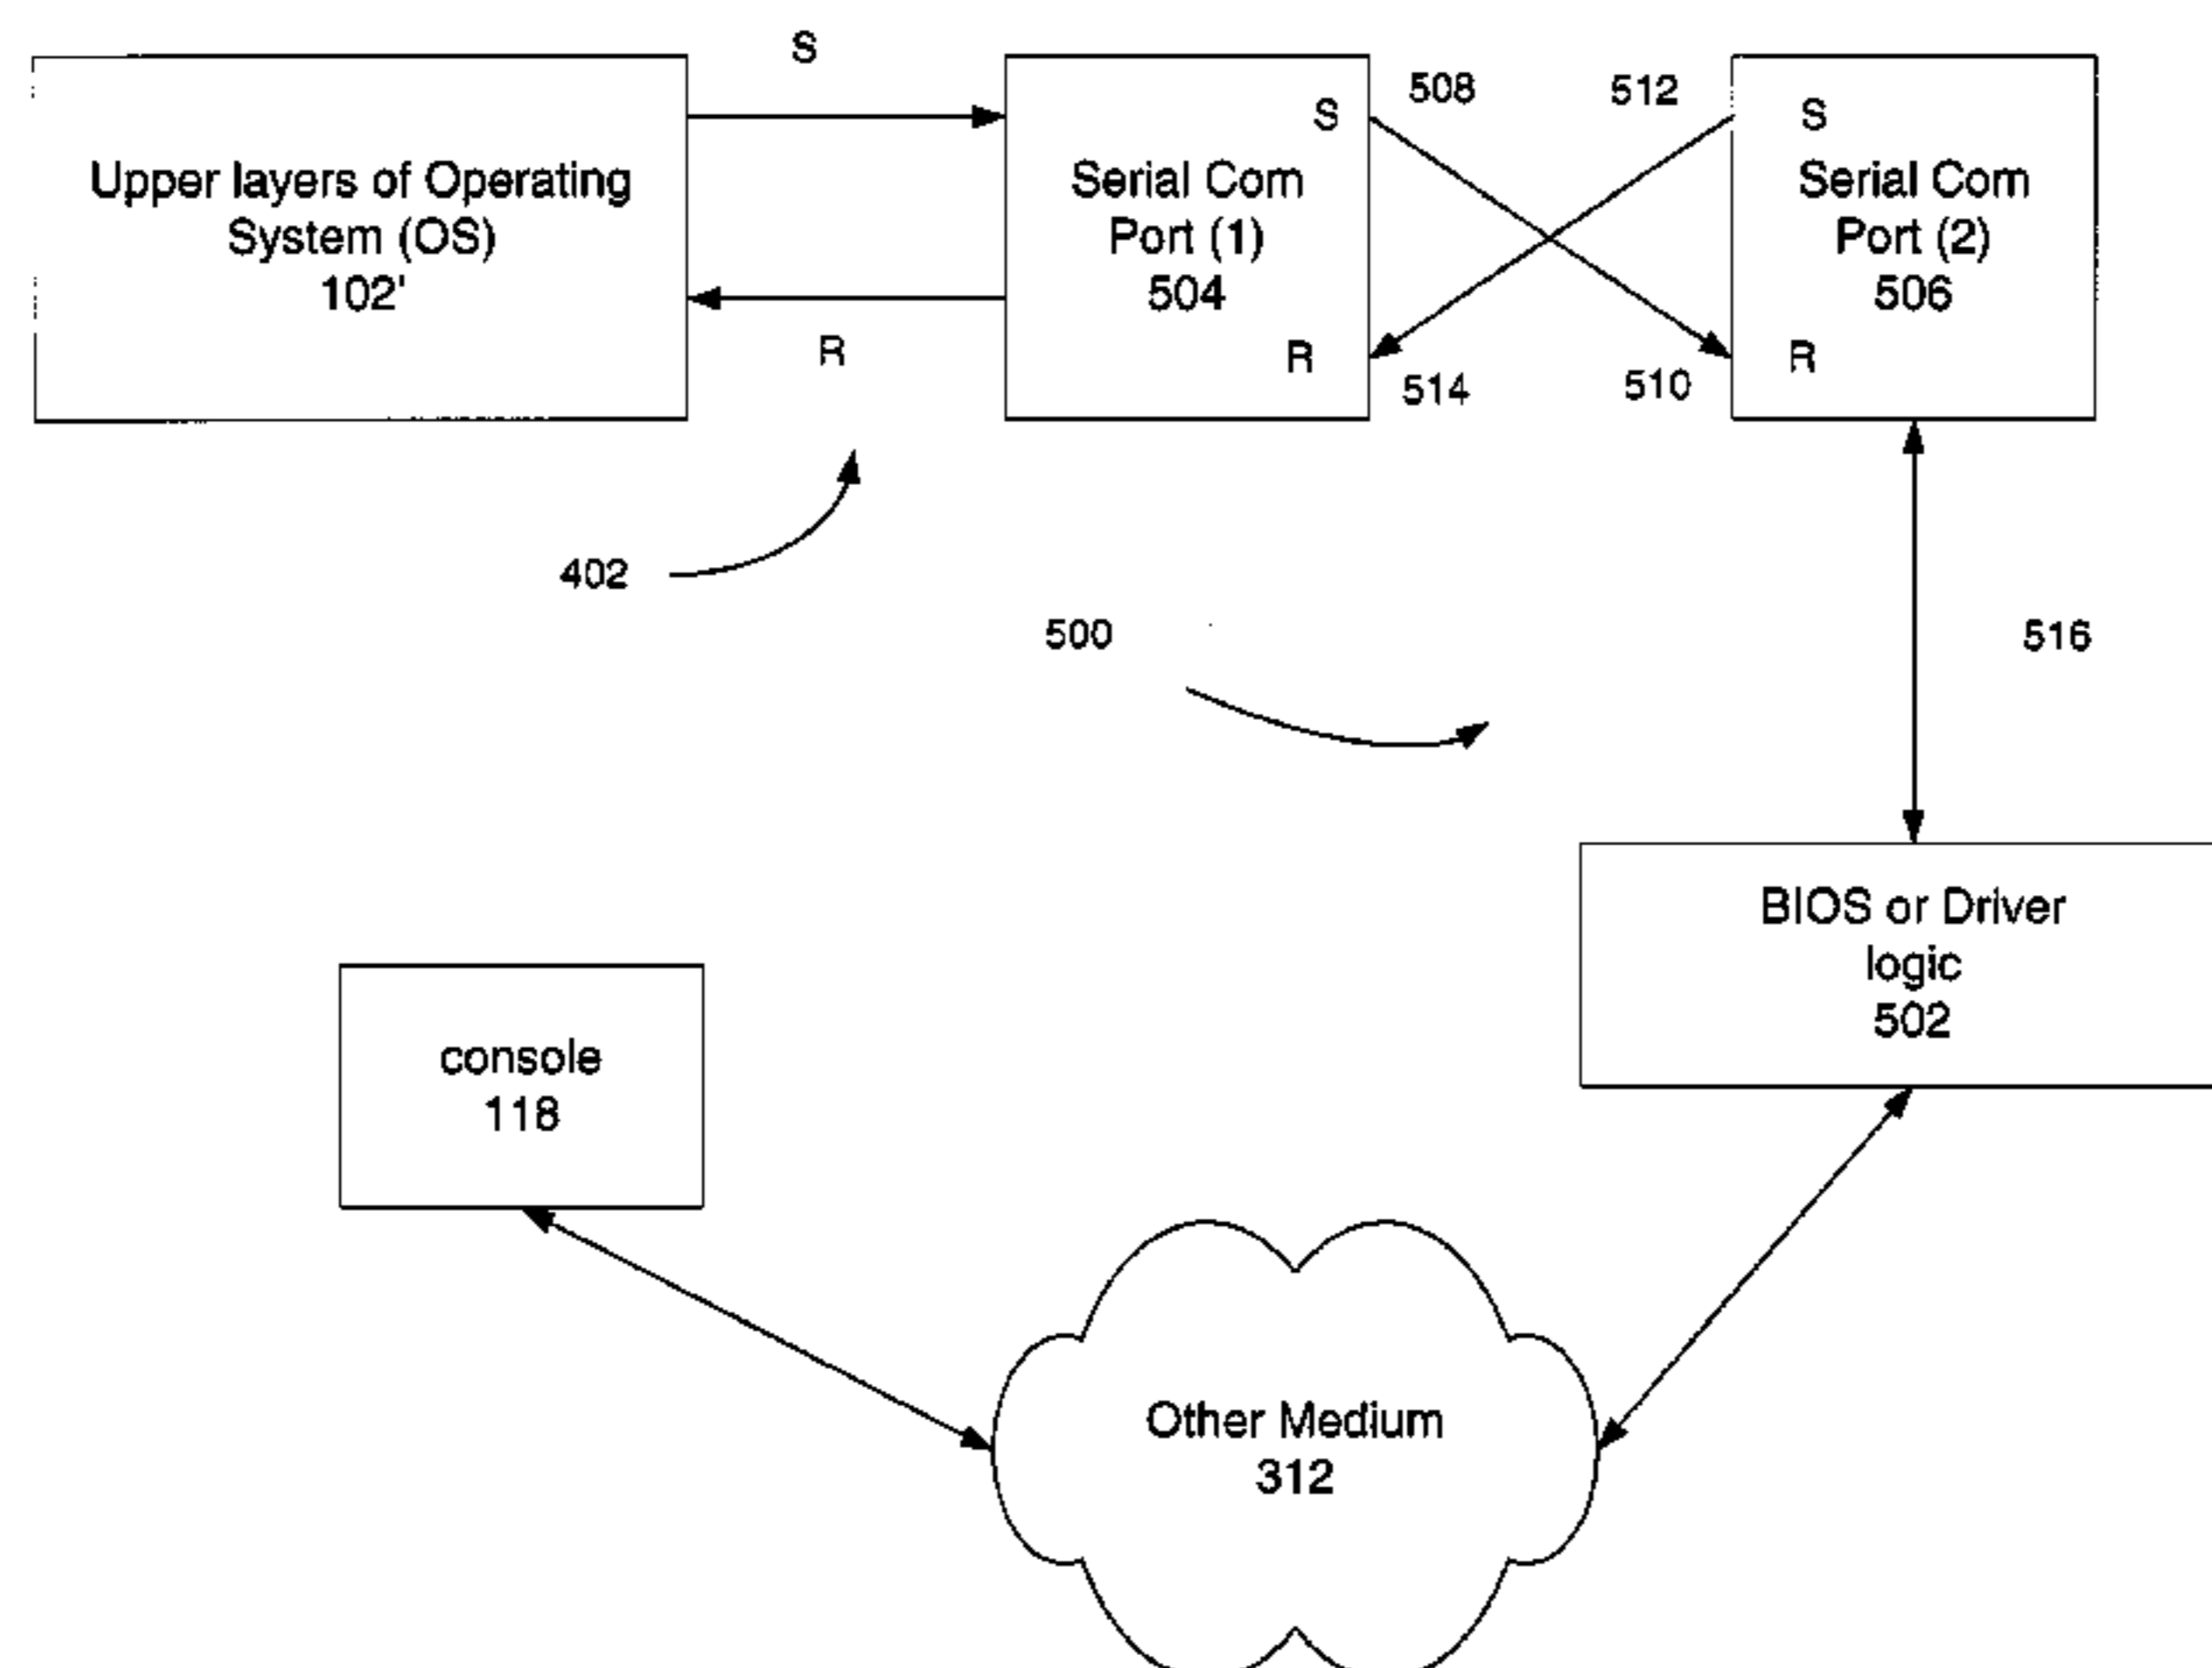 S
Upper layers of Operating
System (OS)
102'
R
S
Serial Com
Port (1)
504
R
508
512
514
510
S
Serial Com
Port (2)
506
R
402
500
516
BIOS or Driver
logic
502
console
118
Other Medium
312